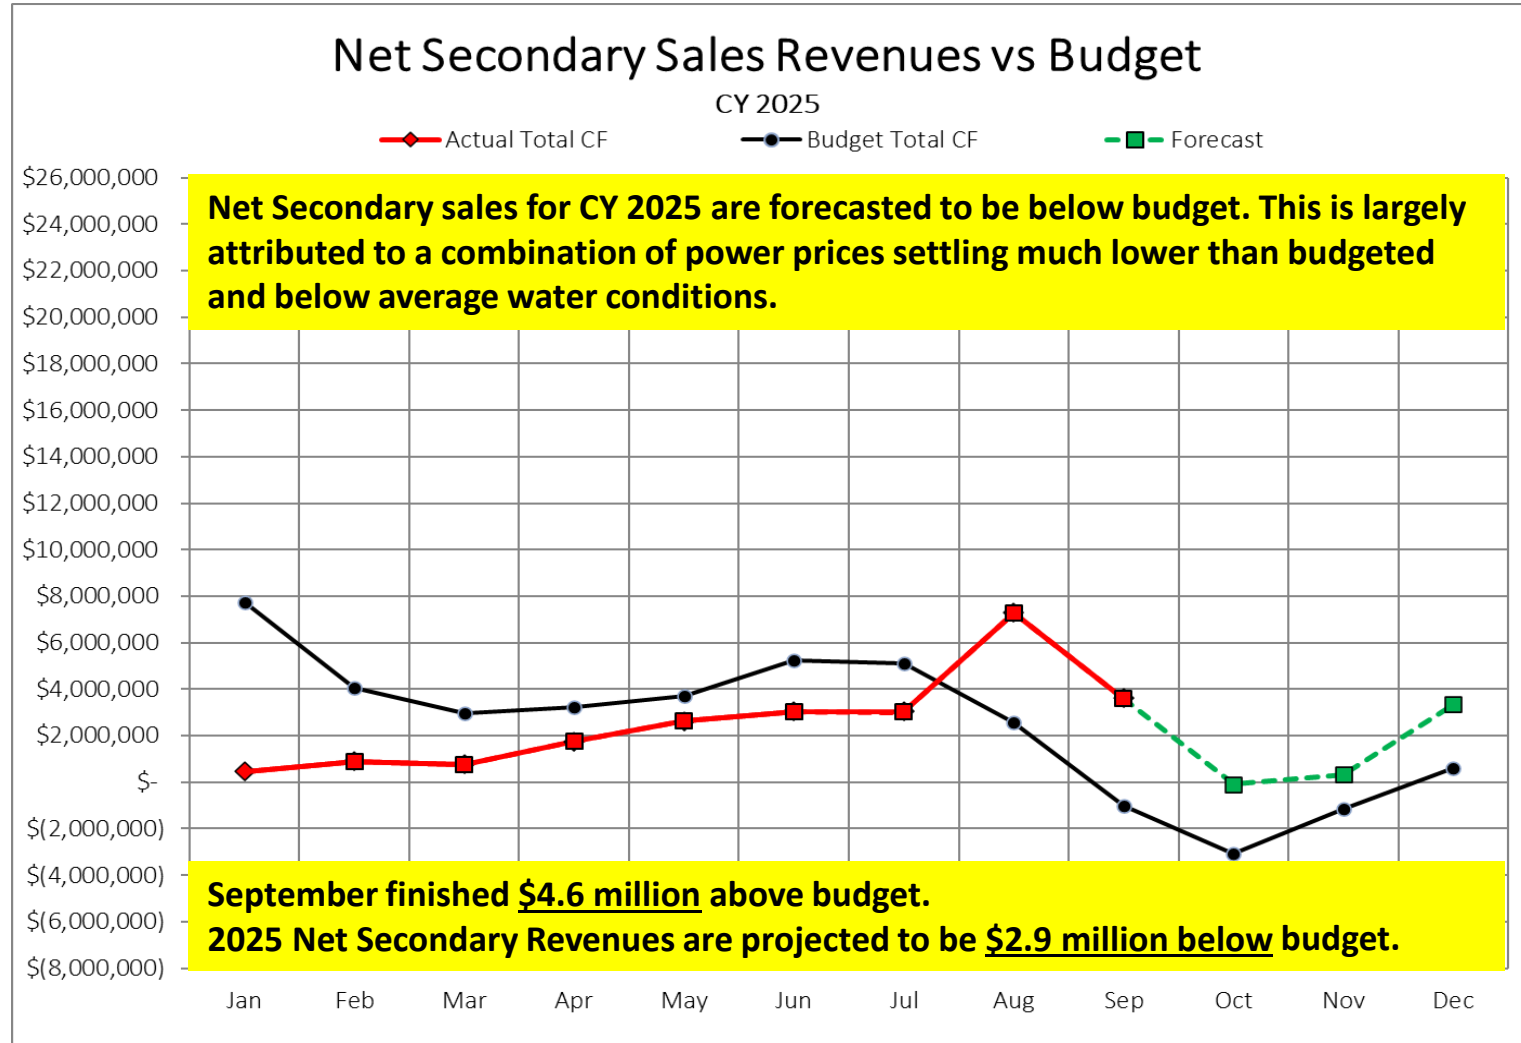 Net Secondary Sales Revenues vs Budget
CY 2025
Actual Total CF
Budget Total CF
Forecast
$26,000,000
$24,000,000
$22,000,000
$20,000,000
$18,000,000
$16,000,000
$14,000,000
$12,000,000
$10,000,000
$8,000,000
$6,000,000
$4,000,000
$2,000,000
$-
$(2,000,000)
$(4,000,000)
$(6,000,000)
$(8,000,000)
Net Secondary sales for CY 2025 are forecasted to be below budget. This is largely
attributed to a combination of power prices settling much lower than budgeted
and below average water conditions.
September finished $4.6 million above budget.
2025 Net Secondary Revenues are projected to be $2.9 million below budget.
Jan Feb Mar Apr May Jun Jul Aug Sep Oct Nov Dec